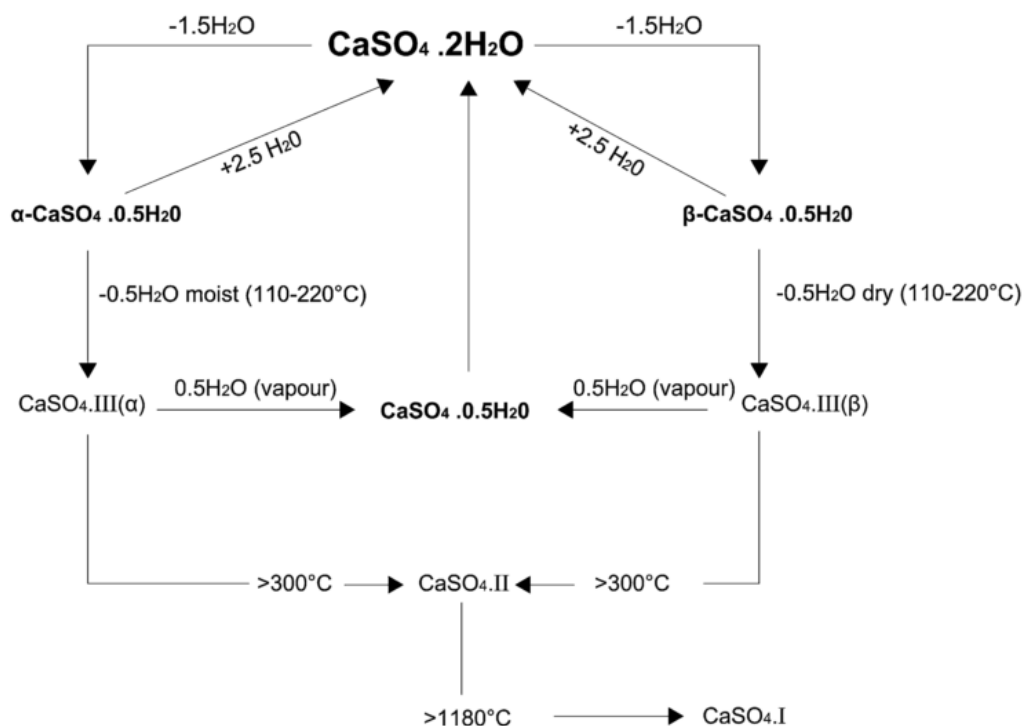 -1.5H₂O
CaSO₄ .2H₂O
-1.5H₂O
+2.5 H₂0
+2.5 H₂0
α-CaSO₄ .0.5H₂0
β-CaSO₄ .0.5H₂0
-0.5H₂O moist (110-220°C)
-0.5H₂O dry (110-220°C)
CaSO₄.III(α)
0.5H₂O (vapour)
CaSO₄ .0.5H₂0
0.5H₂O (vapour)
CaSO₄.III(β)
>300°C
CaSO₄.II
>300°C
>1180°C
CaSO₄.I